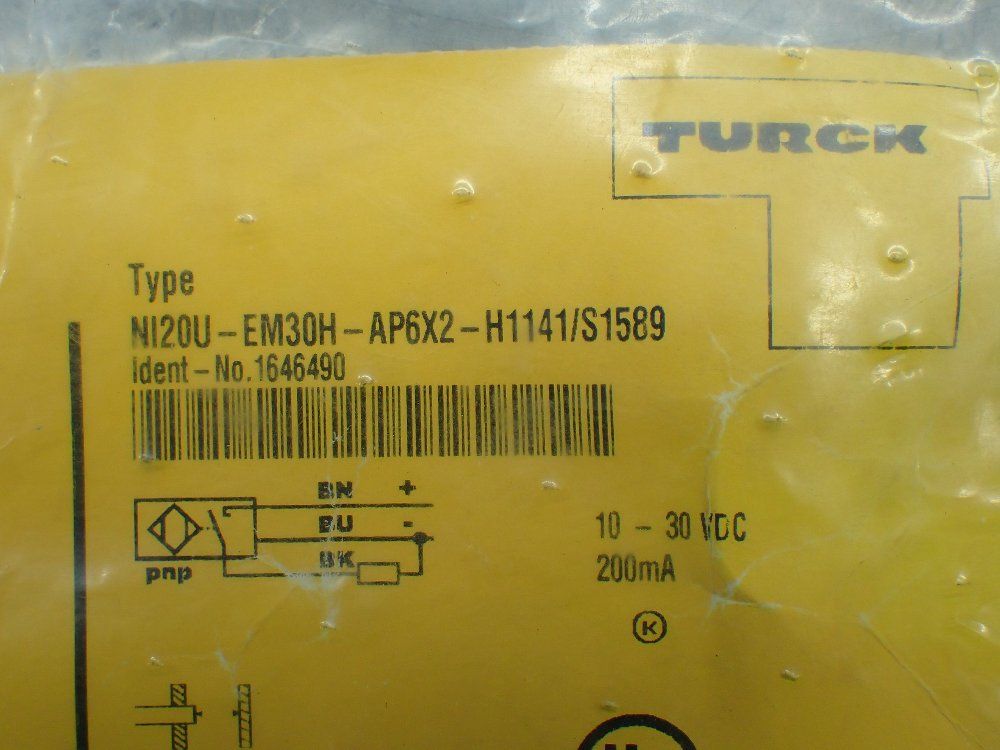 TURCK
Type
NI20U-EM30H-AP6X2-H1141/S1589
Ident-No.1646490
BN +
BU -
BK
pnp
10 - 30 VDC
200mA
K